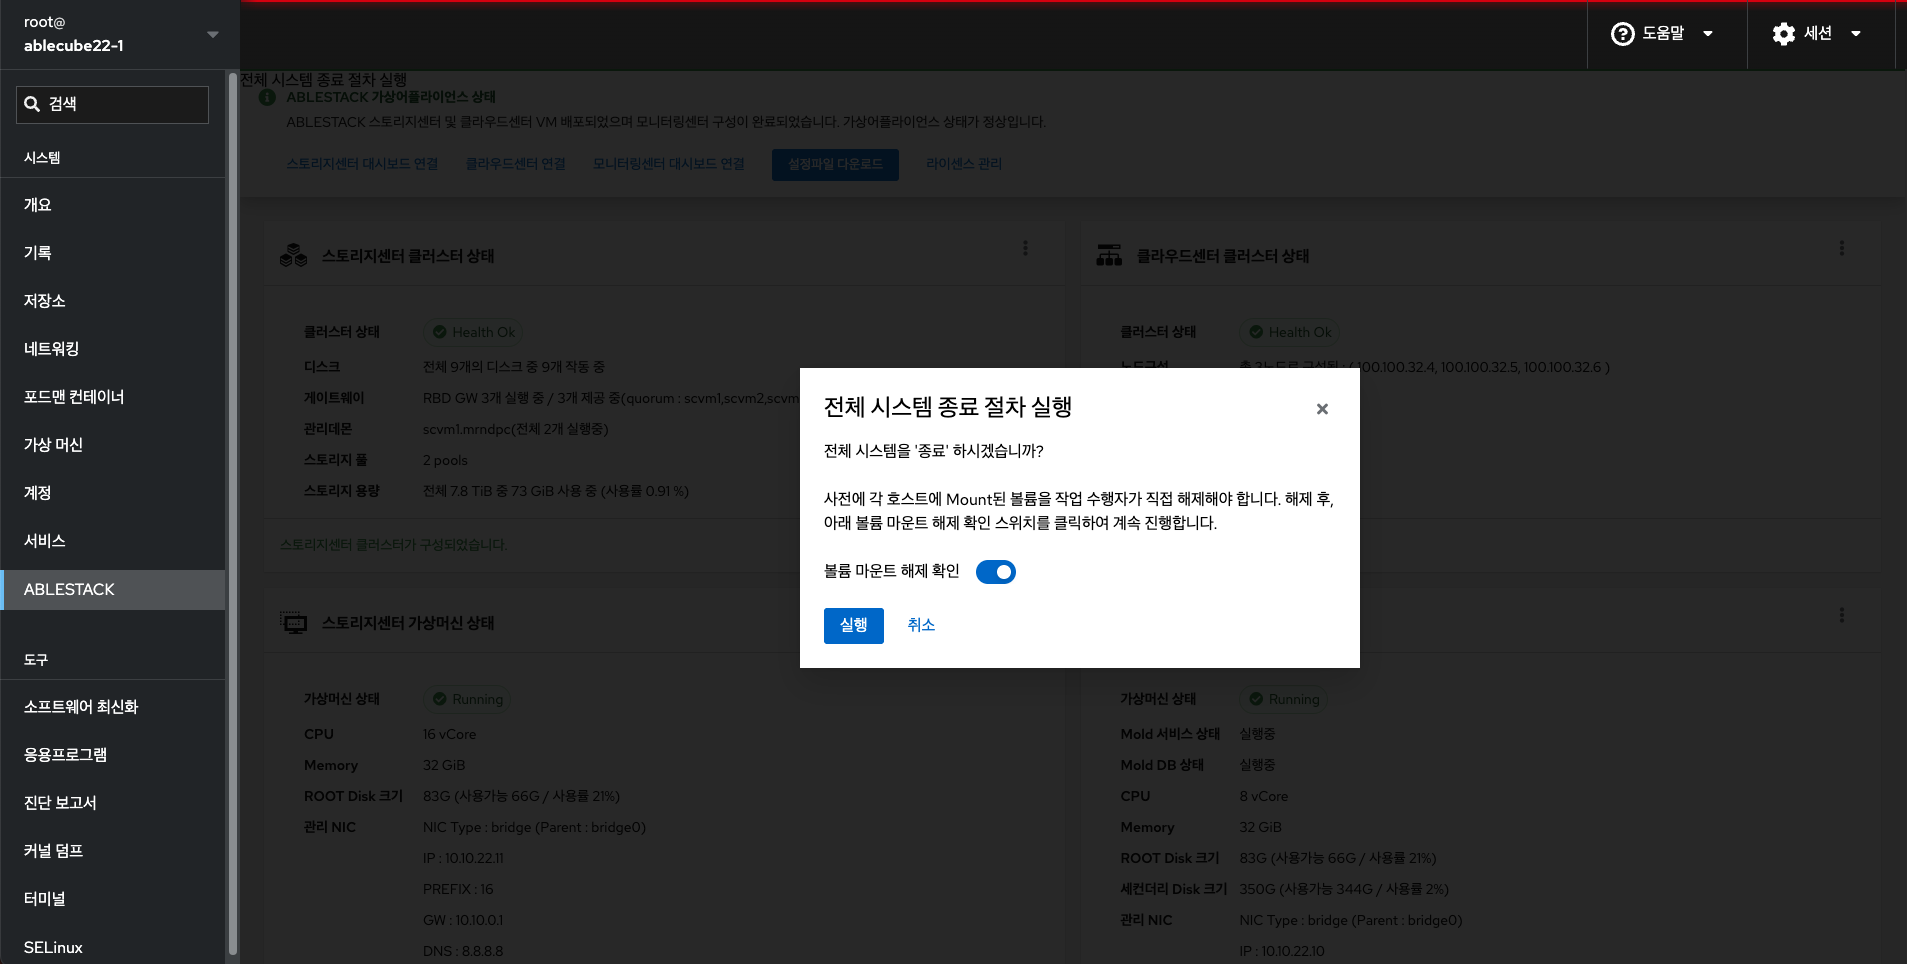 root@
ablecube22-1
도움말
세션
검색
시스템
개요
기록
저장소
네트워킹
포드맨 컨테이너
가상 머신
계정
서비스
ABLESTACK
도구
소프트웨어 최신화
응용프로그램
진단 보고서
커널 덤프
터미널
SELinux
전체 시스템 종료 절차 실행
ABLESTACK 가상어플라이언스 상태
ABLESTACK 스토리지센터 및 클라우드센터 VM 배포되었으며 모니터링센터 구성이 완료되었습니다. 가상어플라이언스 상태가 정상입니다.
스토리지센터 대시보드 연결 클라우드센터 연결 모니터링센터 대시보드 연결 설정파일 다운로드 라이센스 관리
스토리지센터 클러스터 상태
클러스터 상태 Health Ok
디스크 전체 9개의 디스크 중 9개 작동 중
게이트웨이 RBD GW 3개 실행 중 / 3개 제공 중(quorum : scvm1,scvm2,scvm
관리데몬 scvm1.mrndpc(전체 2개 실행중)
스토리지 풀 2 pools
스토리지 용량 전체 7.8 TiB 중 73 GiB 사용 중 (사용률 0.91 %)
스토리지센터 클러스터가 구성되었습니다.
클라우드센터 클러스터 상태
클러스터 상태 Health Ok
노드구성 총 3노드로 구성됨 : ( 100.100.32.4, 100.100.32.5, 100.100.32.6 )
전체 시스템 종료 절차 실행
전체 시스템을 '종료' 하시겠습니까?
사전에 각 호스트에 Mount된 볼륨을 작업 수행자가 직접 해제해야 합니다. 해제 후,
아래 볼륨 마운트 해제 확인 스위치를 클릭하여 계속 진행합니다.
볼륨 마운트 해제 확인
실행 취소
스토리지센터 가상머신 상태
가상머신 상태 Running
CPU 16 vCore
Memory 32 GiB
ROOT Disk 크기 83G (사용가능 66G / 사용률 21%)
관리 NIC NIC Type : bridge (Parent : bridge0)
IP : 10.10.22.11
PREFIX : 16
GW : 10.10.0.1
DNS : 8.8.8.8
가상머신 상태 Running
Mold 서비스 상태 실행중
Mold DB 상태 실행중
CPU 8 vCore
Memory 32 GiB
ROOT Disk 크기 83G (사용가능 66G / 사용률 21%)
세컨더리 Disk 크기 350G (사용가능 344G / 사용률 2%)
관리 NIC NIC Type : bridge (Parent : bridge0)
IP : 10.10.22.10